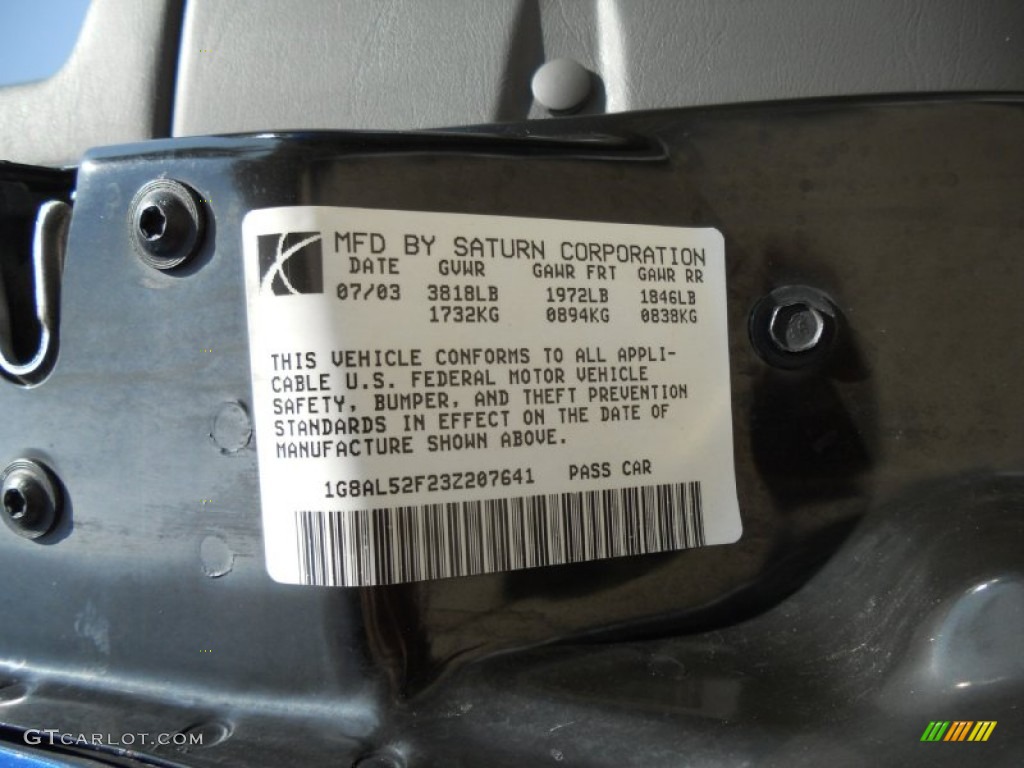 MFD BY SATURN CORPORATION
DATE GVWR GAWR FRT GAWR RR
07/03 3818LB 1972LB 1846LB
1732KG 0894KG 0838KG
THIS VEHICLE CONFORMS TO ALL APPLI-
CABLE U.S. FEDERAL MOTOR VEHICLE
SAFETY, BUMPER, AND THEFT PREVENTION
STANDARDS IN EFFECT ON THE DATE OF
MANUFACTURE SHOWN ABOVE.
1G8AL52F23Z207641 PASS CAR
GTCARLOT.COM